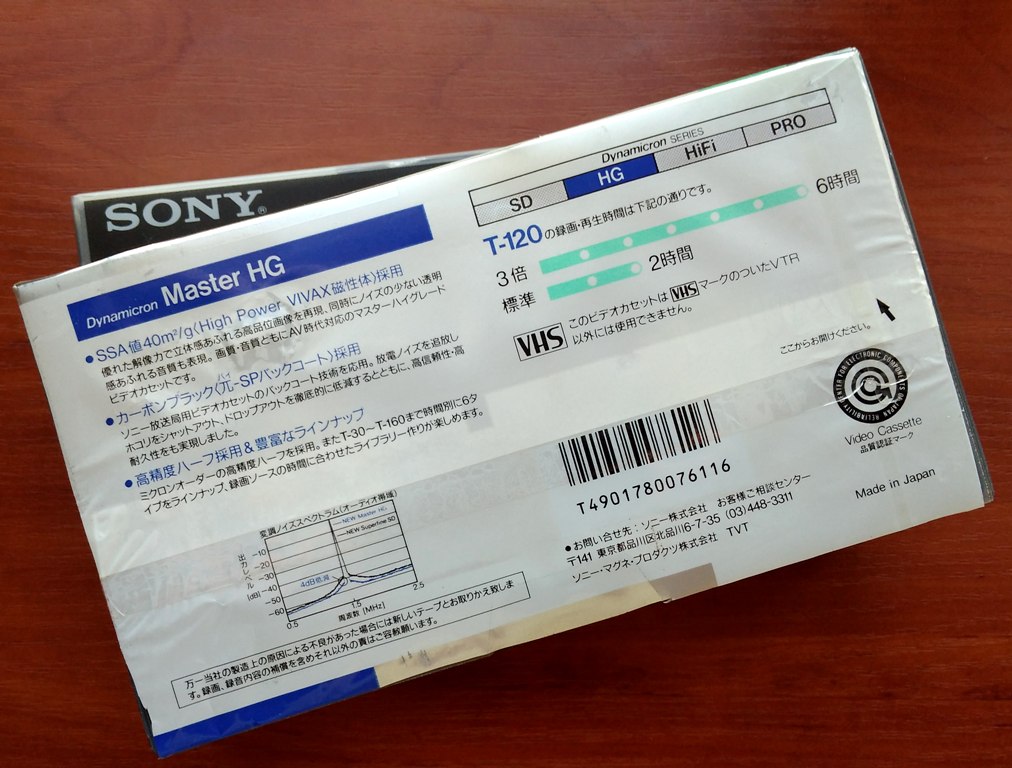 SONY®
Dynamicron Master HG
●SSA値40m²/g〈High Power VIVAX磁性体〉採用
優れた解像力で立体感あふれる高品位画像を再現、同時にノイズの少ない透明
感あふれる音質も表現。画質・音質ともにAV時代対応のマスターハイグレード
ビデオカセットです。
●カーボンブラック〈π-SPバックコート〉採用
ソニー放送局用ビデオカセットのバックコート技術を応用。放電ノイズを追放し
ホコリをシャットアウト、ドロップアウトを徹底的に低減するとともに、高信頼性・高
耐久性をも実現しました。
●高精度ハーフ採用&豊富なラインナップ
ミクロンオーダーの高精度ハーフを採用。またT-30〜T-160まで時間別に6タ
イプをラインナップ、録画ソースの時間に合わせたライブラリー作りが楽しめます。
変調ノイズスペクトラム(オーディオ帯域)
NEW Master HG
NEW Superfine SD
出力レベル
[dB]
-10
-20
-30
-40
-50
-60
4dB低減
0.5
1.5
2.5
周波数 [MHz]
万一当社の製造上の原因による不良があった場合には新しいテープとお取りかえ致しま
す。録画、録音内容の補償を含めそれ以外の責はご容赦願います。
Dynamicron SERIES
SD
HG
HiFi
PRO
T-120の録画・再生時間は下記の通りです。
3倍
6時間
標準
2時間
VHS
このビデオカセットは VHS マークのついたVTR
以外には使用できません。
ここからお開けください。
RELIABILITY CENTER FOR ELECTRONIC COMPONENTS OF JAPAN
Video Cassette
品質認証マーク
T4901780076116
Made in Japan
●お問い合せ先:ソニー株式会社 お客様ご相談センター
〒141 東京都品川区北品川6-7-35 (03)448-3311
ソニー・マグネ・プロダクツ株式会社 TVT